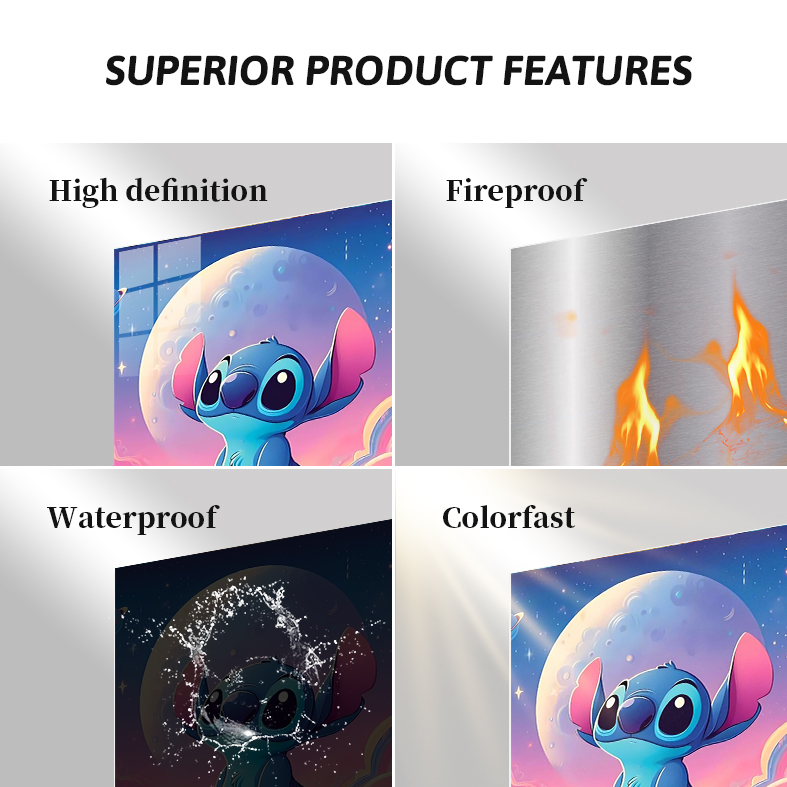 SUPERIOR PRODUCT FEATURES
High definition
Fireproof
Waterproof
Colorfast